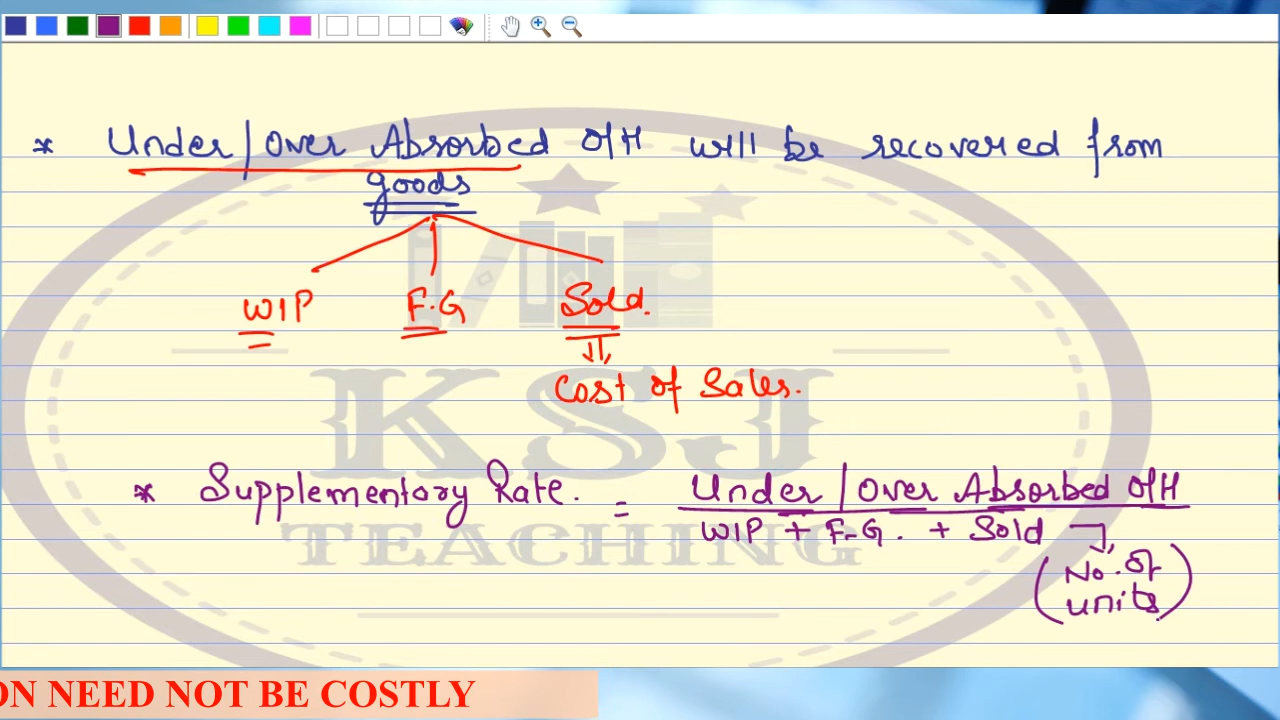 * Under/Over Absorbed O/H will be recovered from
goods
WIP F.G Sold.
Cost of Sales.
* Supplementory Rate. = Under/Over Absorbed O/H
WIP + F.G. + Sold
(No. of
units)
KSJ
TEACHING
ON NEED NOT BE COSTLY